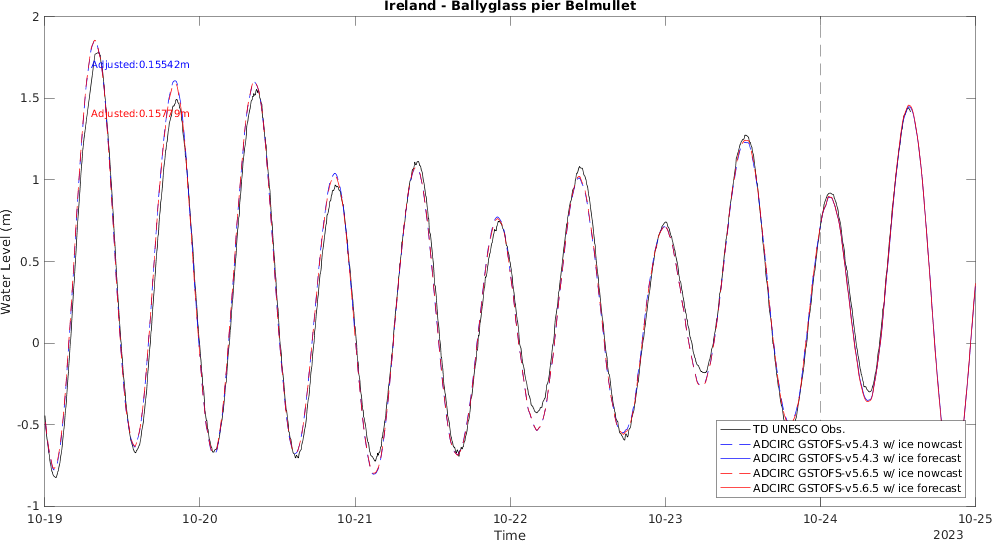 Ireland - Ballyglass pier Belmullet
2
1.5
1
0.5
0
-0.5
-1
Water Level (m)
Adjusted:0.15542m
Adjusted:0.15779m
TD UNESCO Obs.
ADCIRC GSTOFS-v5.4.3 w/ ice nowcast
ADCIRC GSTOFS-v5.4.3 w/ ice forecast
ADCIRC GSTOFS-v5.6.5 w/ ice nowcast
ADCIRC GSTOFS-v5.6.5 w/ ice forecast
10-19 10-20 10-21 10-22 10-23 10-24 10-25
Time
2023